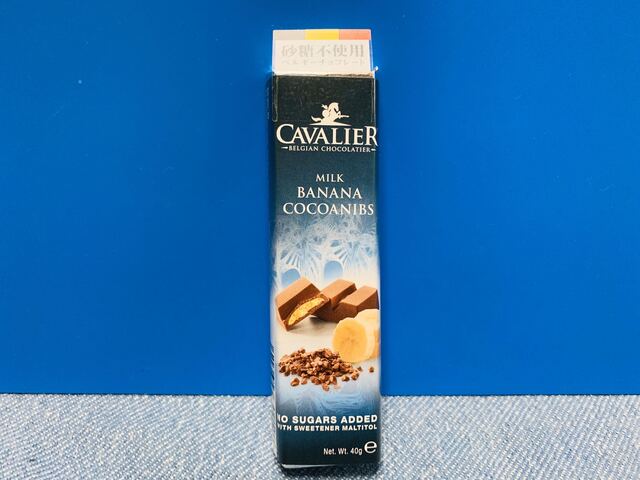 砂糖不使用
ベルギーチョコレート
CAVALIER
BELGIAN CHOCOLATIER
MILK
BANANA
COCOANIBS
NO SUGARS ADDED
WITH SWEETENER MALTITOL
Net. Wt. 40g ℮